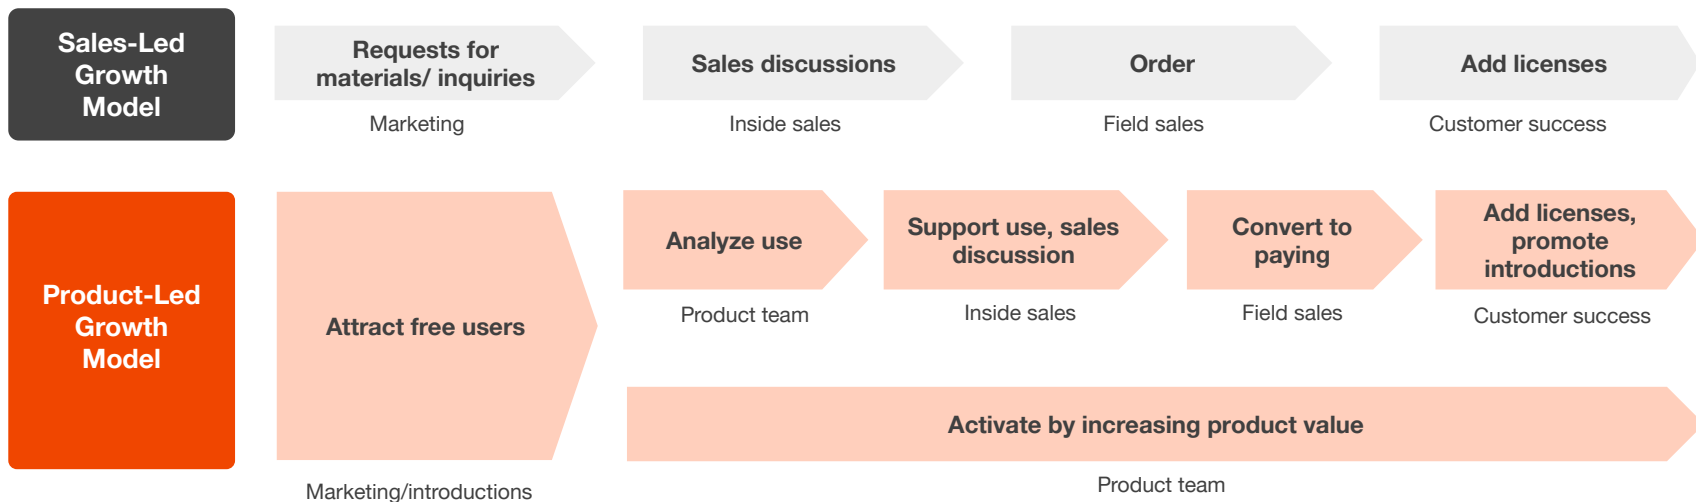 Sales-Led
Growth
Model
Requests for
materials/ inquiries
Marketing
Sales discussions
Inside sales
Order
Field sales
Add licenses
Customer success
Product-Led
Growth
Model
Attract free users
Marketing/introductions
Analyze use
Product team
Support use, sales
discussion
Inside sales
Convert to
paying
Field sales
Add licenses,
promote
introductions
Customer success
Activate by increasing product value
Product team